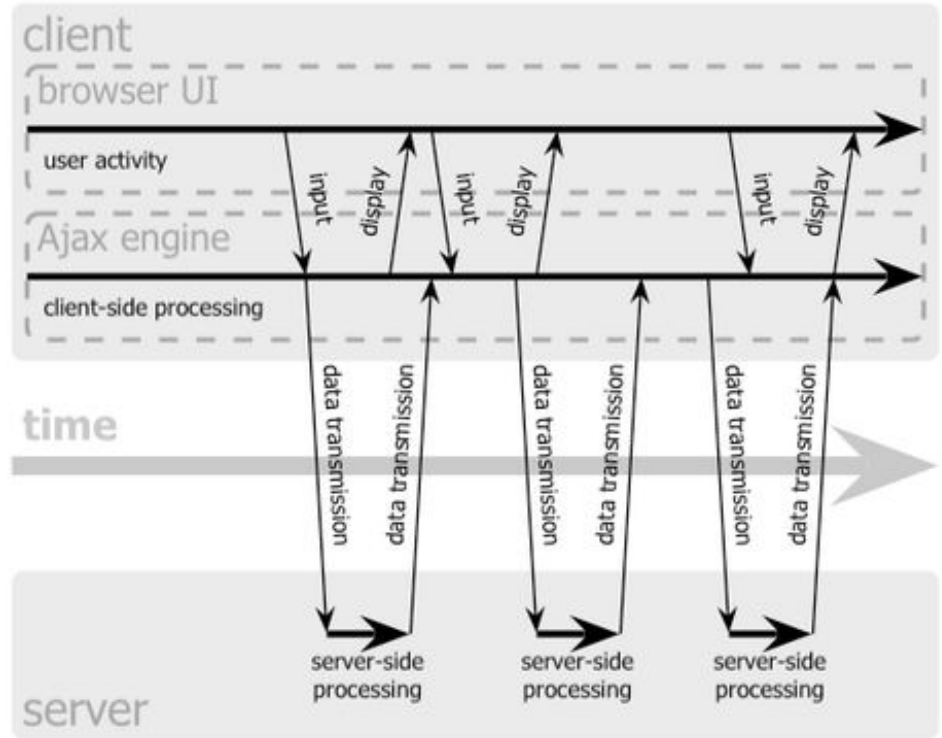 client
browser UI
user activity
input
display
input
display
input
display
Ajax engine
client-side processing
data transmission
data transmission
data transmission
data transmission
data transmission
data transmission
time
server-side
processing
server-side
processing
server-side
processing
server